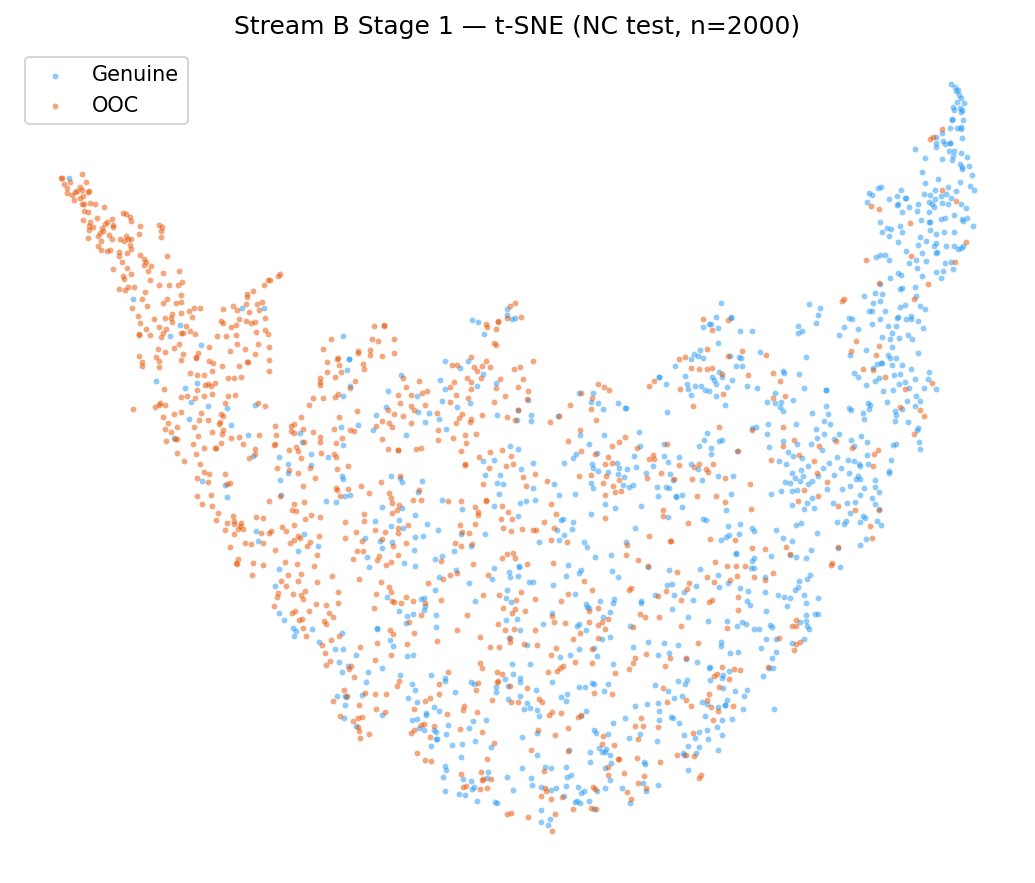 Stream B Stage 1 — t-SNE (NC test, n=2000)
Genuine
OOC